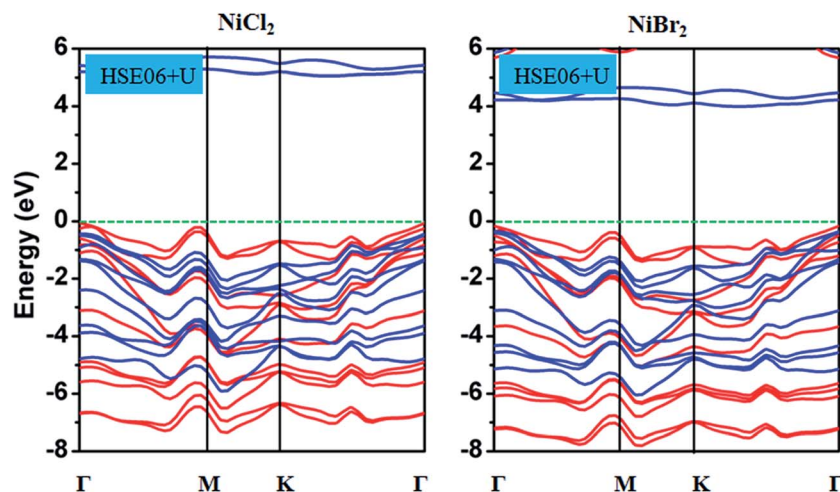 NiCl₂
NiBr₂
HSE06+U
HSE06+U
Energy (eV)
6
4
2
0
-2
-4
-6
-8
6
4
2
0
-2
-4
-6
-8
Γ M K Γ
Γ M K Γ